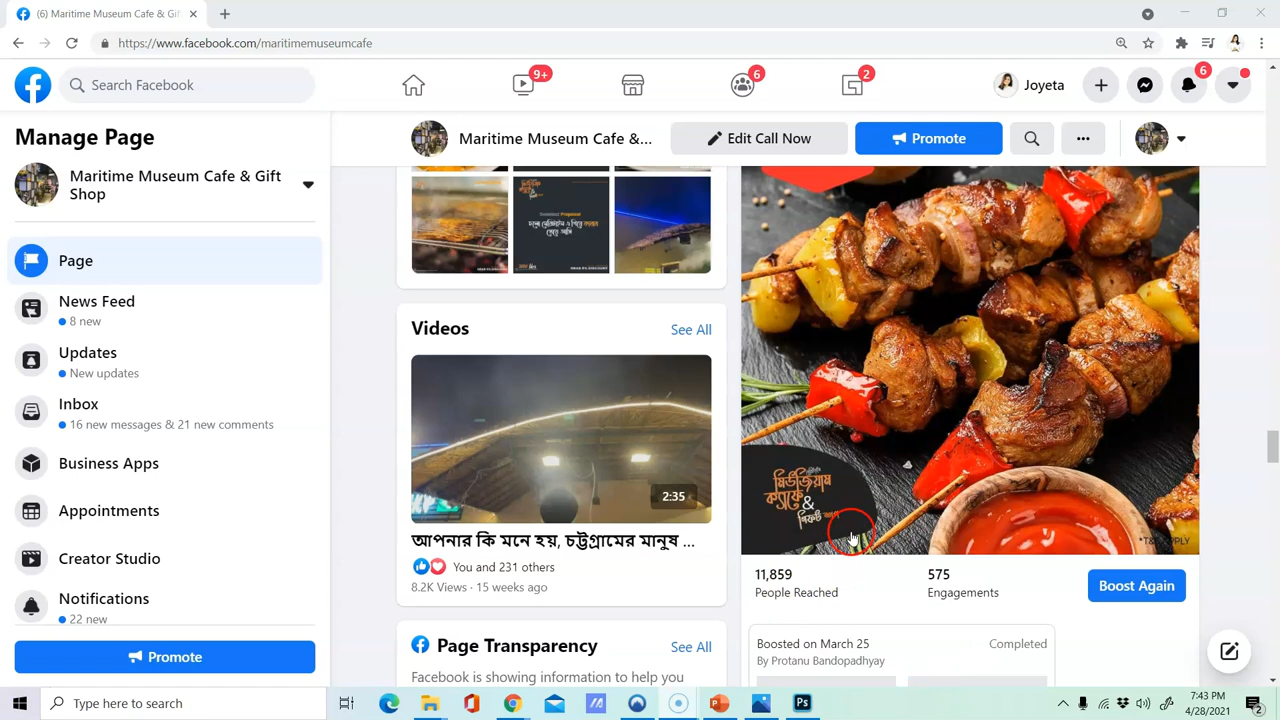 (6) Maritime Museum Cafe & Gi
https://www.facebook.com/maritimemuseumcafe
Search Facebook
9+
6
2
Joyeta
6
Manage Page
Maritime Museum Cafe & Gift
Shop
Maritime Museum Cafe &...
Edit Call Now
Promote
Page
News Feed
8 new
Updates
New updates
Inbox
16 new messages & 21 new comments
Business Apps
Appointments
Creator Studio
Notifications
22 new
Promote
Videos
See All
2:35
আপনার কি মনে হয়, চট্টগ্রামের মানুষ ...
You and 231 others
8.2K Views · 15 weeks ago
Page Transparency
See All
Facebook is showing information to help you
মিউজিয়াম
ক্যাফে &
গিফট শপ
11,859
People Reached
575
Engagements
Boost Again
Boosted on March 25
Completed
By Protanu Bandopadhyay
Type here to search
7:43 PM
4/28/2021
2